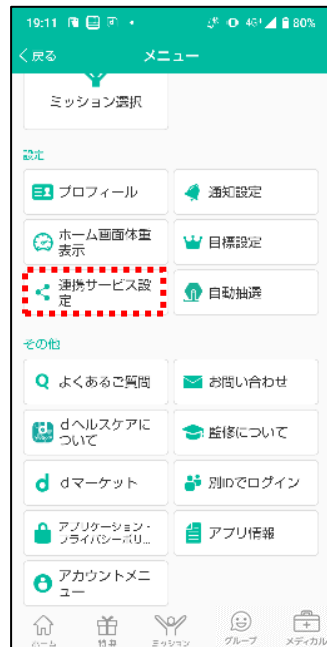 19:11 4G+ 80%
戻る メニュー
ミッション選択
設定
プロフィール 通知設定
ホーム画面体重
表示
目標設定
連携サービス設
定
自動抽選
その他
よくあるご質問 お問い合わせ
dヘルスケアに
ついて
監修について
dマーケット 別IDでログイン
アプリケーション・
プライバシーポリ...
アプリ情報
アカウントメニ
ュー
ホーム 特典 ミッション グループ メディカル